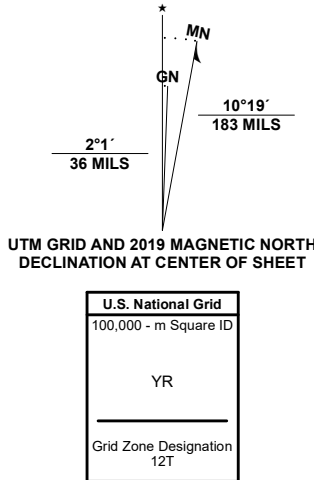 ★
MN
GN
10°19´
183 MILS
2°1´
36 MILS
UTM GRID AND 2019 MAGNETIC NORTH
DECLINATION AT CENTER OF SHEET
U.S. National Grid
100,000 - m Square ID
YR
Grid Zone Designation
12T